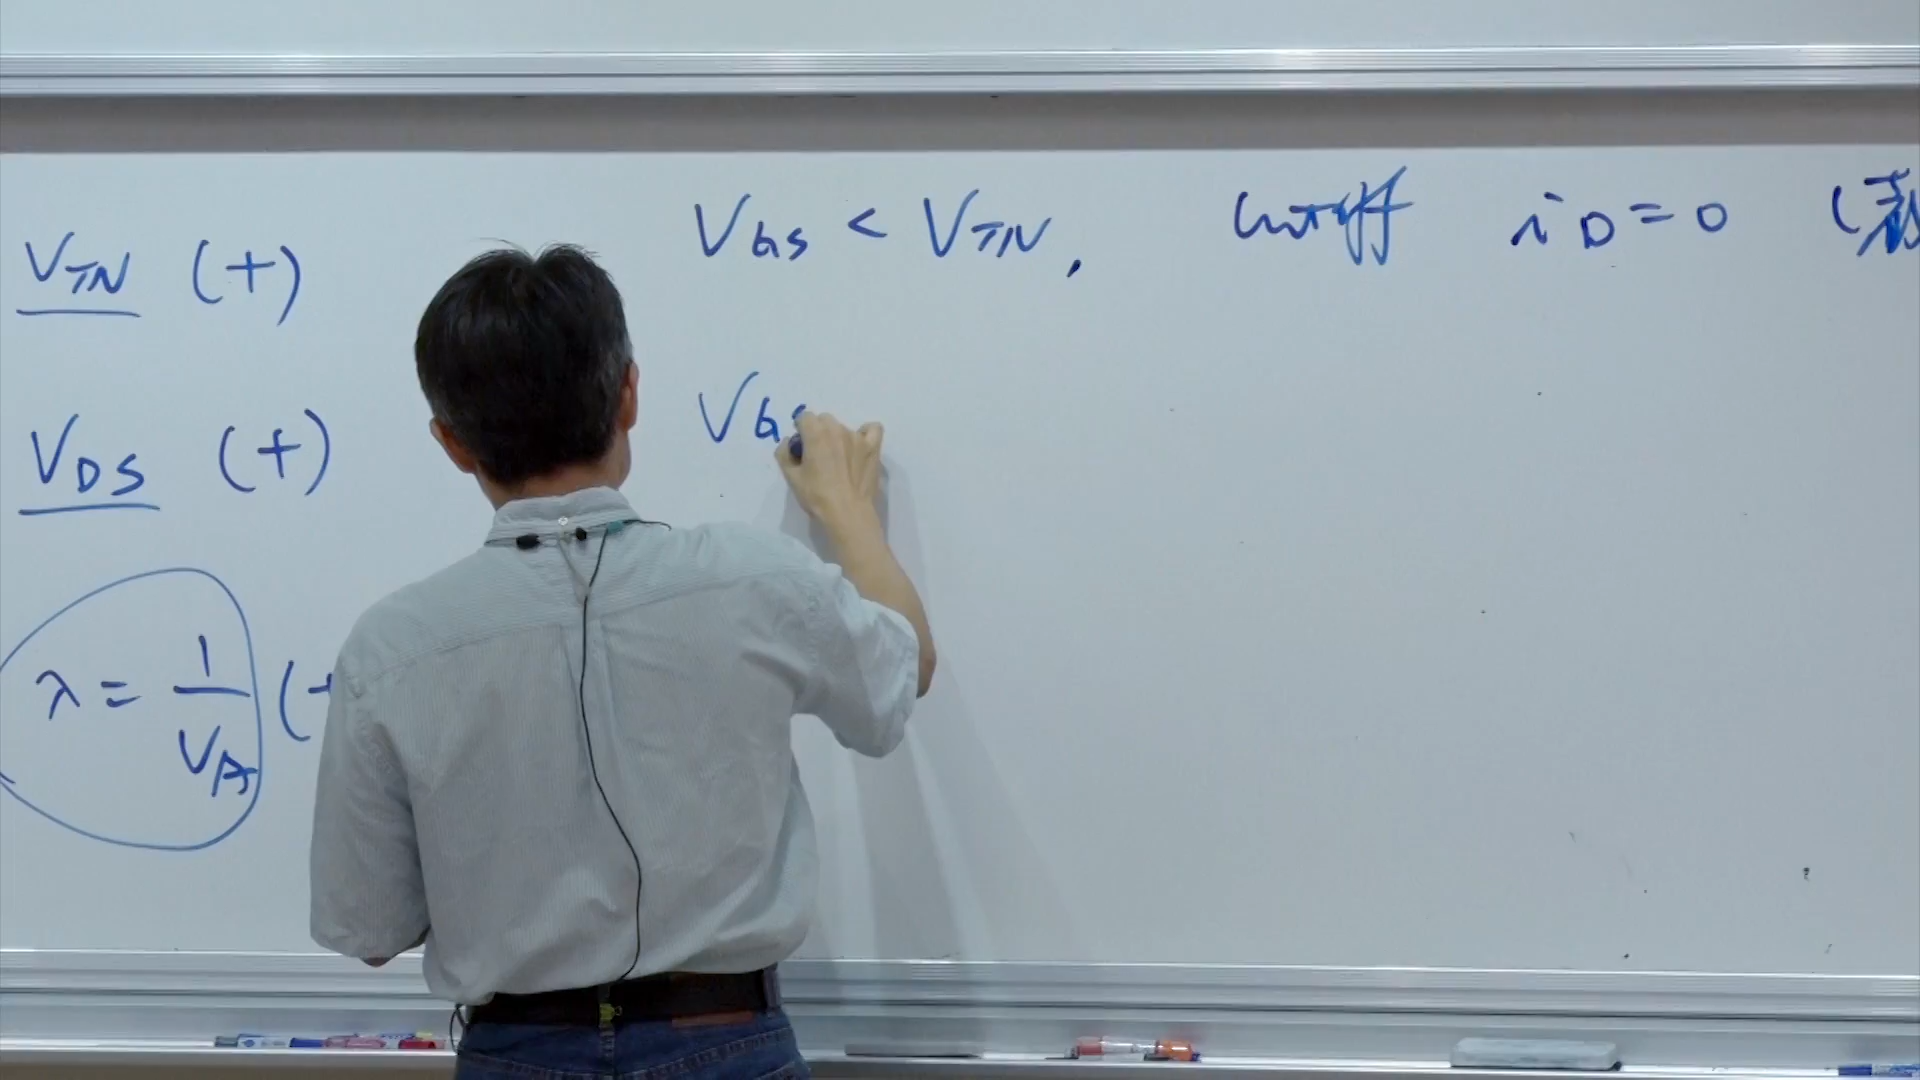 V_TN (+)
V_DS (+)
λ = 1/V_A (+
V_GS < V_TN, cutoff i_D = 0 (
V_GS